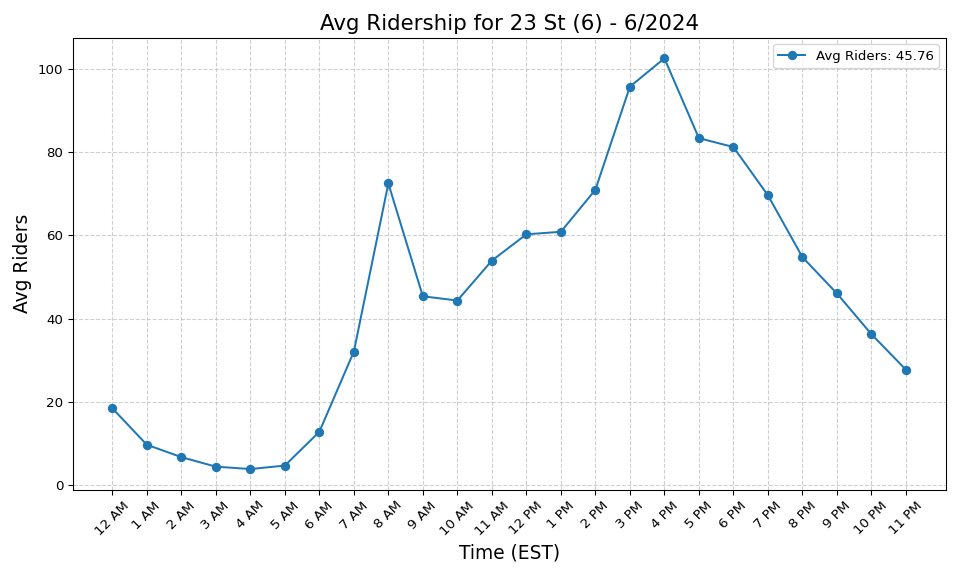 Avg Ridership for 23 St (6) - 6/2024
Avg Riders: 45.76
Avg Riders
100
80
60
40
20
0
12 AM
1 AM
2 AM
3 AM
4 AM
5 AM
6 AM
7 AM
8 AM
9 AM
10 AM
11 AM
12 PM
1 PM
2 PM
3 PM
4 PM
5 PM
6 PM
7 PM
8 PM
9 PM
10 PM
11 PM
Time (EST)